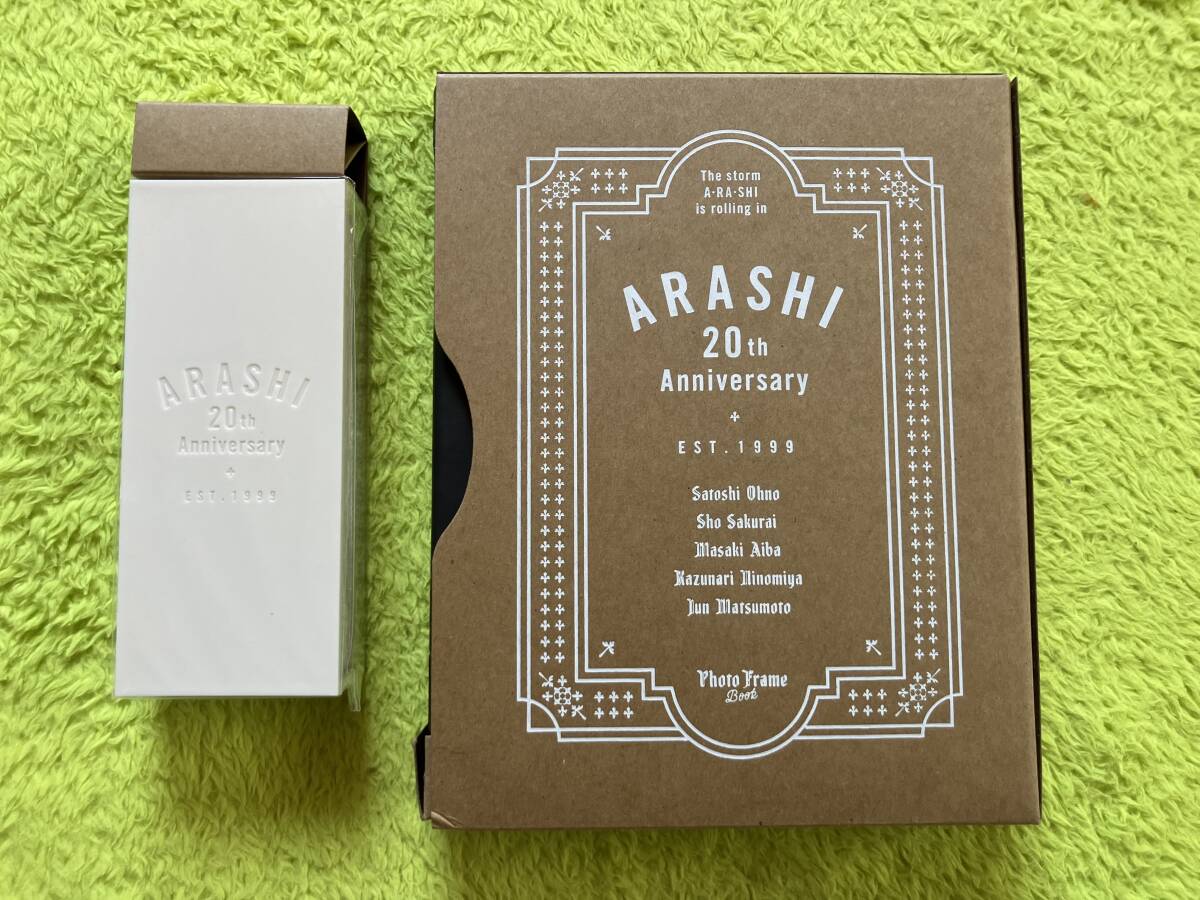 ARASHI
20th
Anniversary
EST.1999
The storm
A・RA・SHI
is rolling in
ARASHI
20th
Anniversary
EST.1999
Satoshi Ohno
Sho Sakurai
Masaki Aiba
Kazunari Ninomiya
Jun Matsumoto
Photo Frame
Book